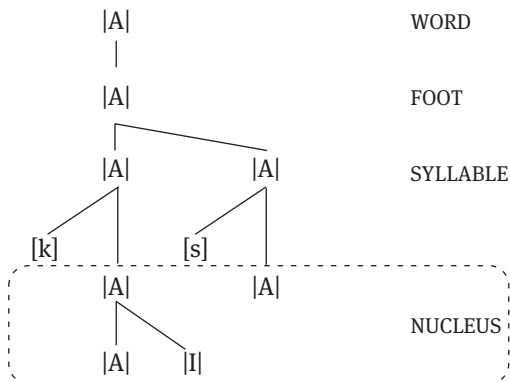 |A| WORD
|A| FOOT
|A| |A| SYLLABLE
[k] [s]
|A| |A|
NUCLEUS
|A| |I|